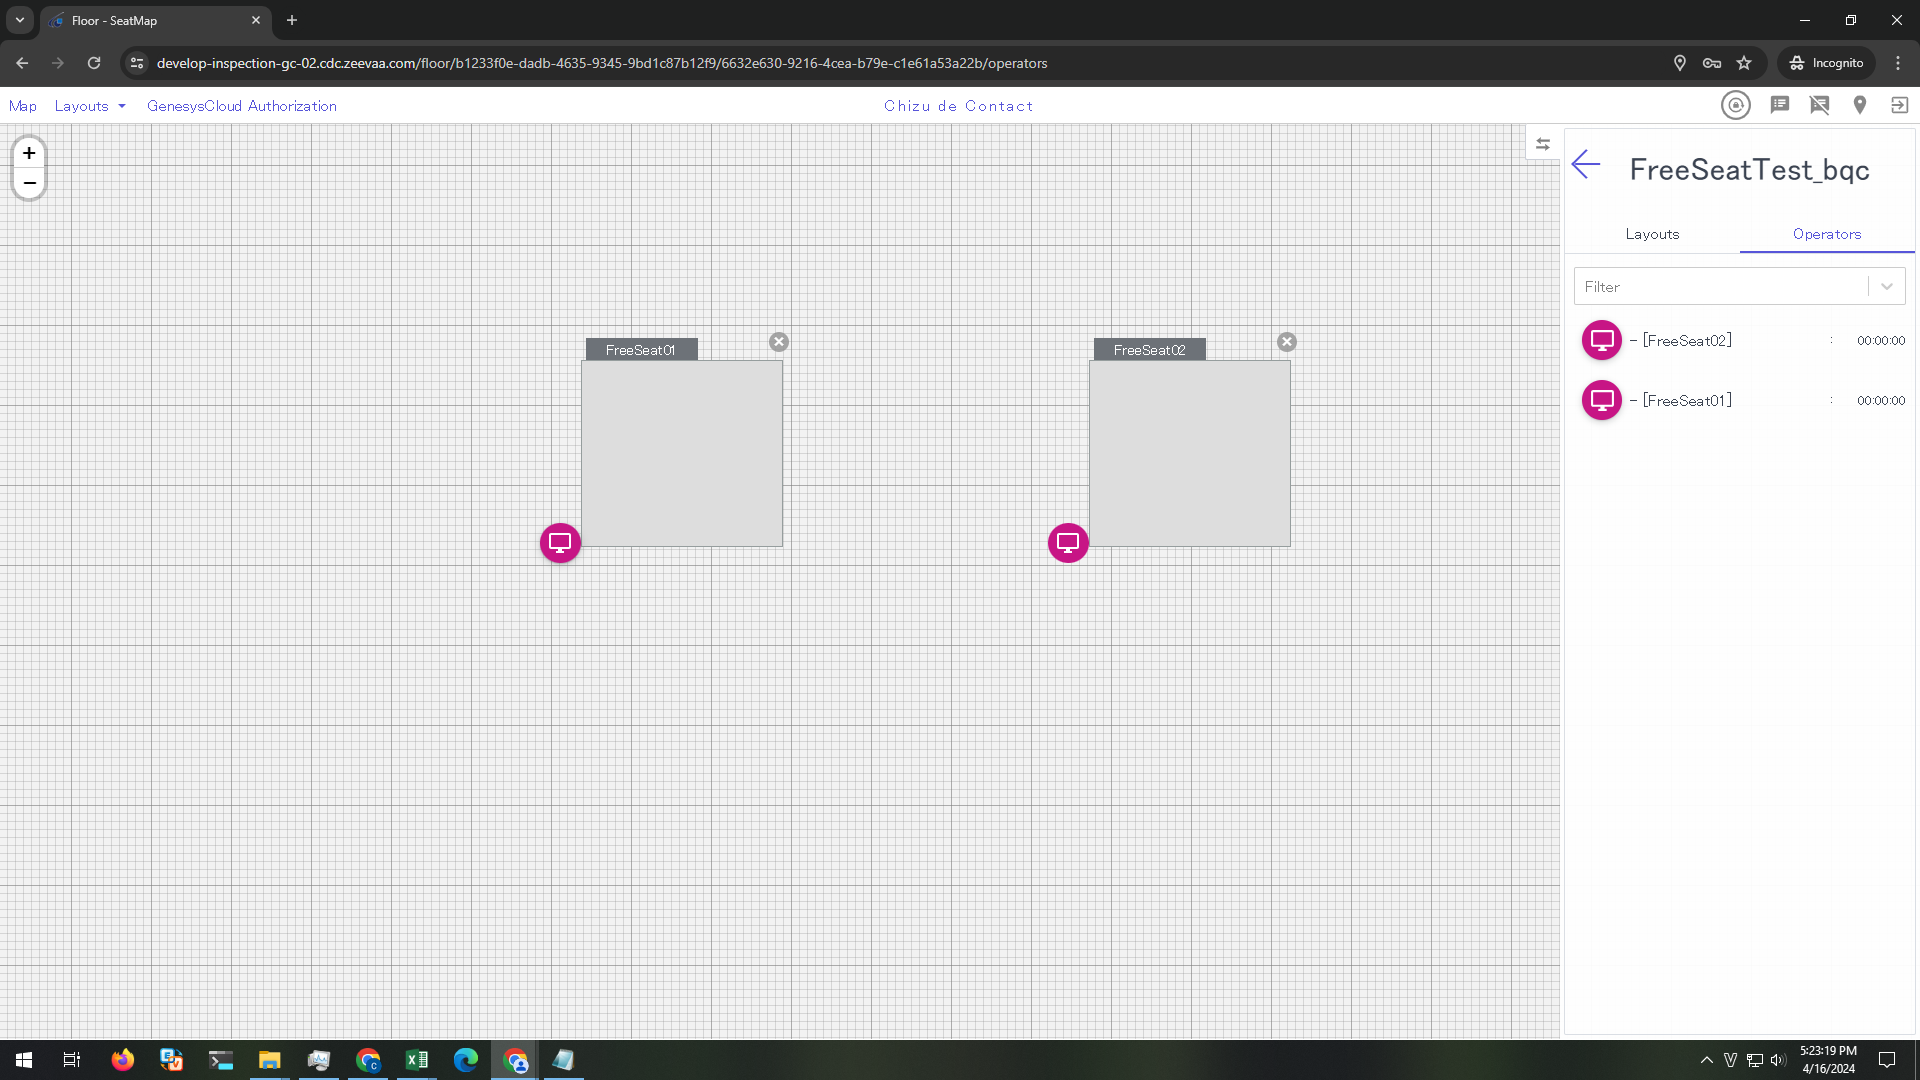 Floor - SeatMap
develop-inspection-gc-02.cdc.zeevaa.com/floor/b1233f0e-dadb-4635-9345-9bd1c87b12f9/6632e630-9216-4cea-b79e-c1e61a53a22b/operators
Incognito
Map Layouts GenesysCloud Authorization
Chizu de Contact
+
−
FreeSeatTest_bqc
Layouts Operators
Filter
- [FreeSeat02] : 00:00:00
- [FreeSeat01] : 00:00:00
FreeSeat01
FreeSeat02
5:23:19 PM
4/16/2024